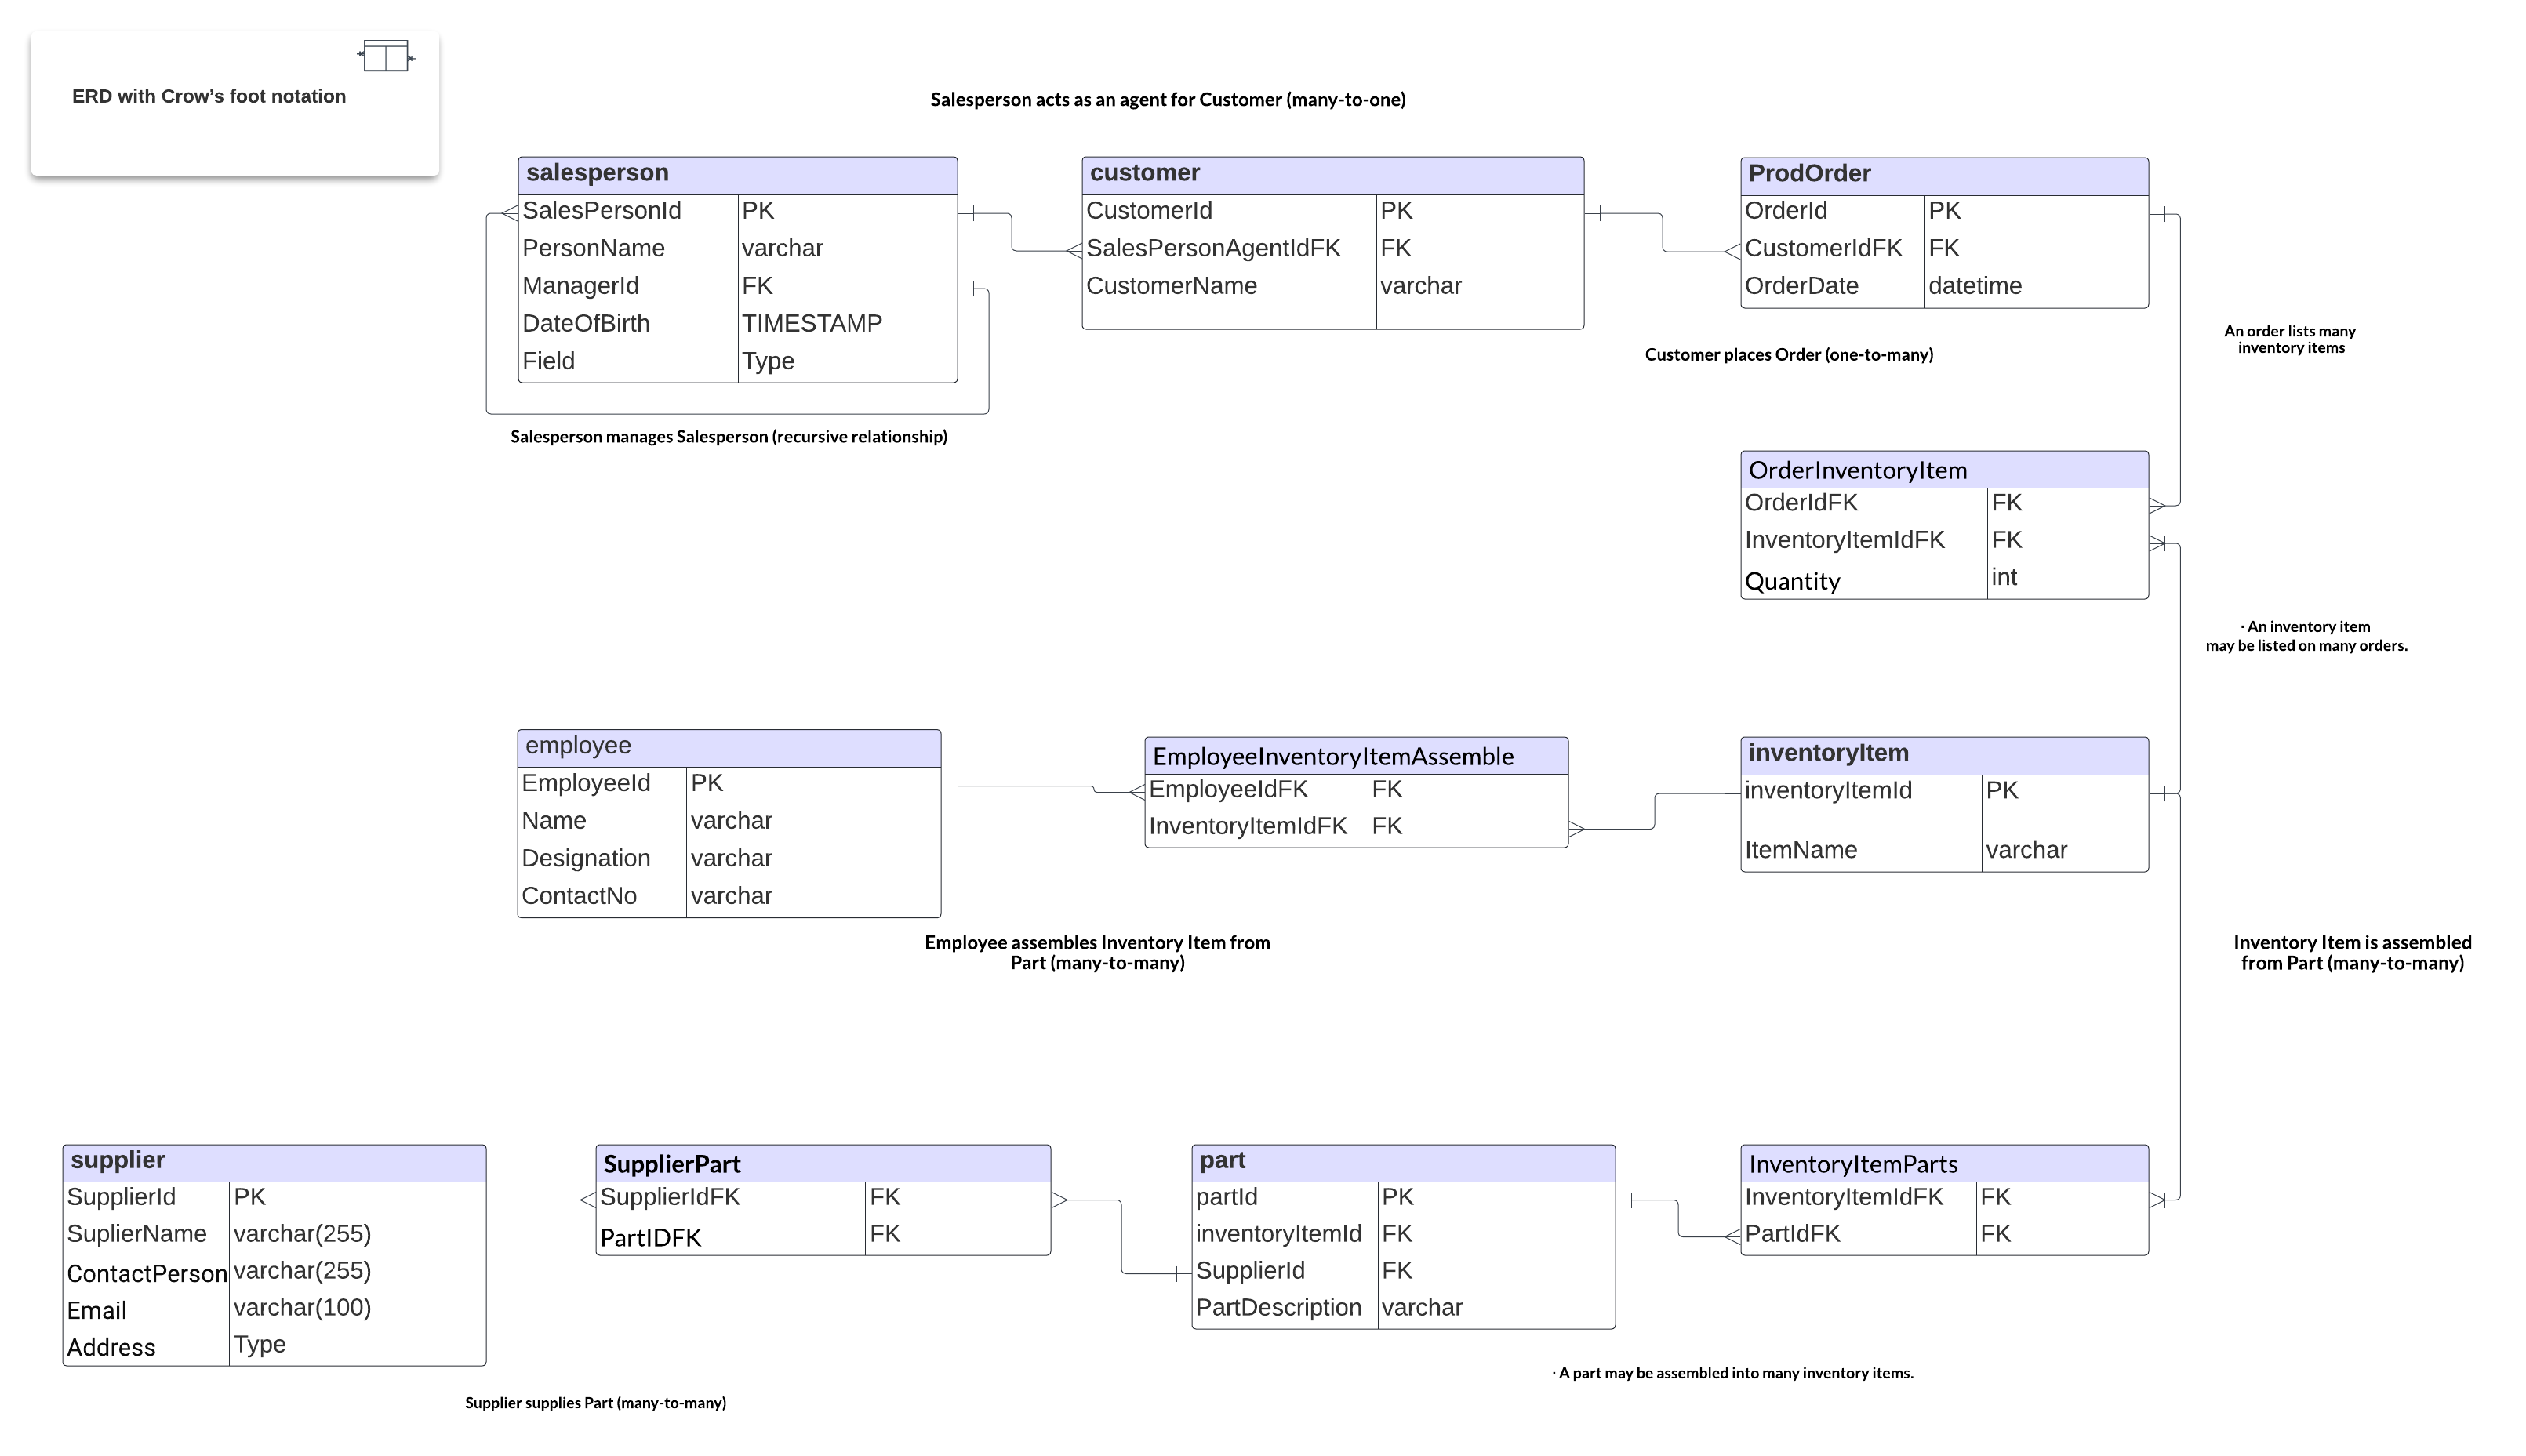 ERD with Crow’s foot notation
Salesperson acts as an agent for Customer (many-to-one)
salesperson
SalesPersonId PK
PersonName varchar
ManagerId FK
DateOfBirth TIMESTAMP
Field Type
Salesperson manages Salesperson (recursive relationship)
customer
CustomerId PK
SalesPersonAgentIdFK FK
CustomerName varchar
ProdOrder
OrderId PK
CustomerIdFK FK
OrderDate datetime
Customer places Order (one-to-many)
An order lists many
inventory items
OrderInventoryItem
OrderIdFK FK
InventoryItemIdFK FK
Quantity int
· An inventory item
may be listed on many orders.
employee
EmployeeId PK
Name varchar
Designation varchar
ContactNo varchar
EmployeeInventoryItemAssemble
EmployeeIdFK FK
InventoryItemIdFK FK
inventoryItem
inventoryItemId PK
ItemName varchar
Employee assembles Inventory Item from
Part (many-to-many)
Inventory Item is assembled
from Part (many-to-many)
supplier
SupplierId PK
SuplierName varchar(255)
ContactPerson varchar(255)
Email varchar(100)
Address Type
SupplierPart
SupplierIdFK FK
PartIDFK FK
part
partId PK
inventoryItemId FK
SupplierId FK
PartDescription varchar
InventoryItemParts
InventoryItemIdFK FK
PartIdFK FK
· A part may be assembled into many inventory items.
Supplier supplies Part (many-to-many)